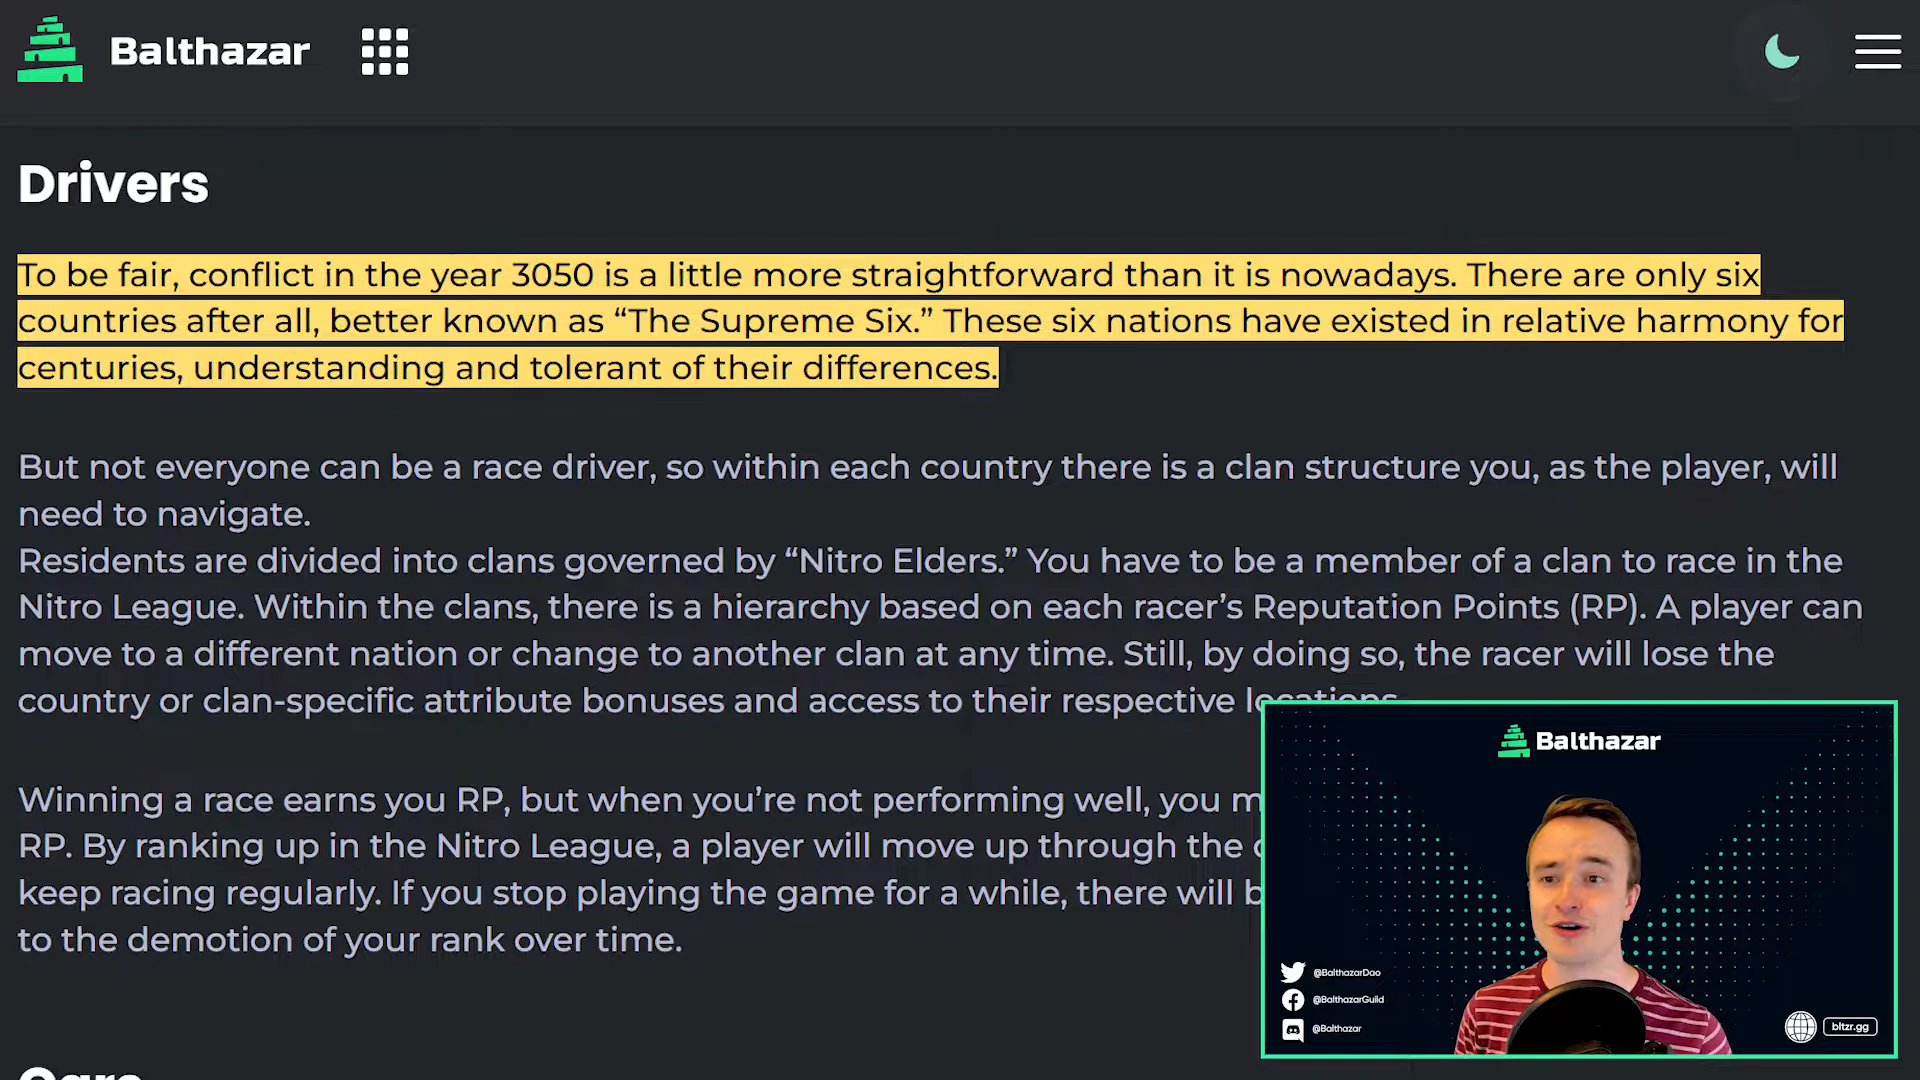 Balthazar
Drivers
To be fair, conflict in the year 3050 is a little more straightforward than it is nowadays. There are only six
countries after all, better known as “The Supreme Six.” These six nations have existed in relative harmony for
centuries, understanding and tolerant of their differences.
But not everyone can be a race driver, so within each country there is a clan structure you, as the player, will
need to navigate.
Residents are divided into clans governed by “Nitro Elders.” You have to be a member of a clan to race in the
Nitro League. Within the clans, there is a hierarchy based on each racer’s Reputation Points (RP). A player can
move to a different nation or change to another clan at any time. Still, by doing so, the racer will lose the
country or clan-specific attribute bonuses and access to their respective locations.
Winning a race earns you RP, but when you’re not performing well, you
RP. By ranking up in the Nitro League, a player will move up through the
keep racing regularly. If you stop playing the game for a while, there will
to the demotion of your rank over time.
Cars
Balthazar
@BalthazarDao
@BalthazarGuild
@Balthazar
bltzr.gg